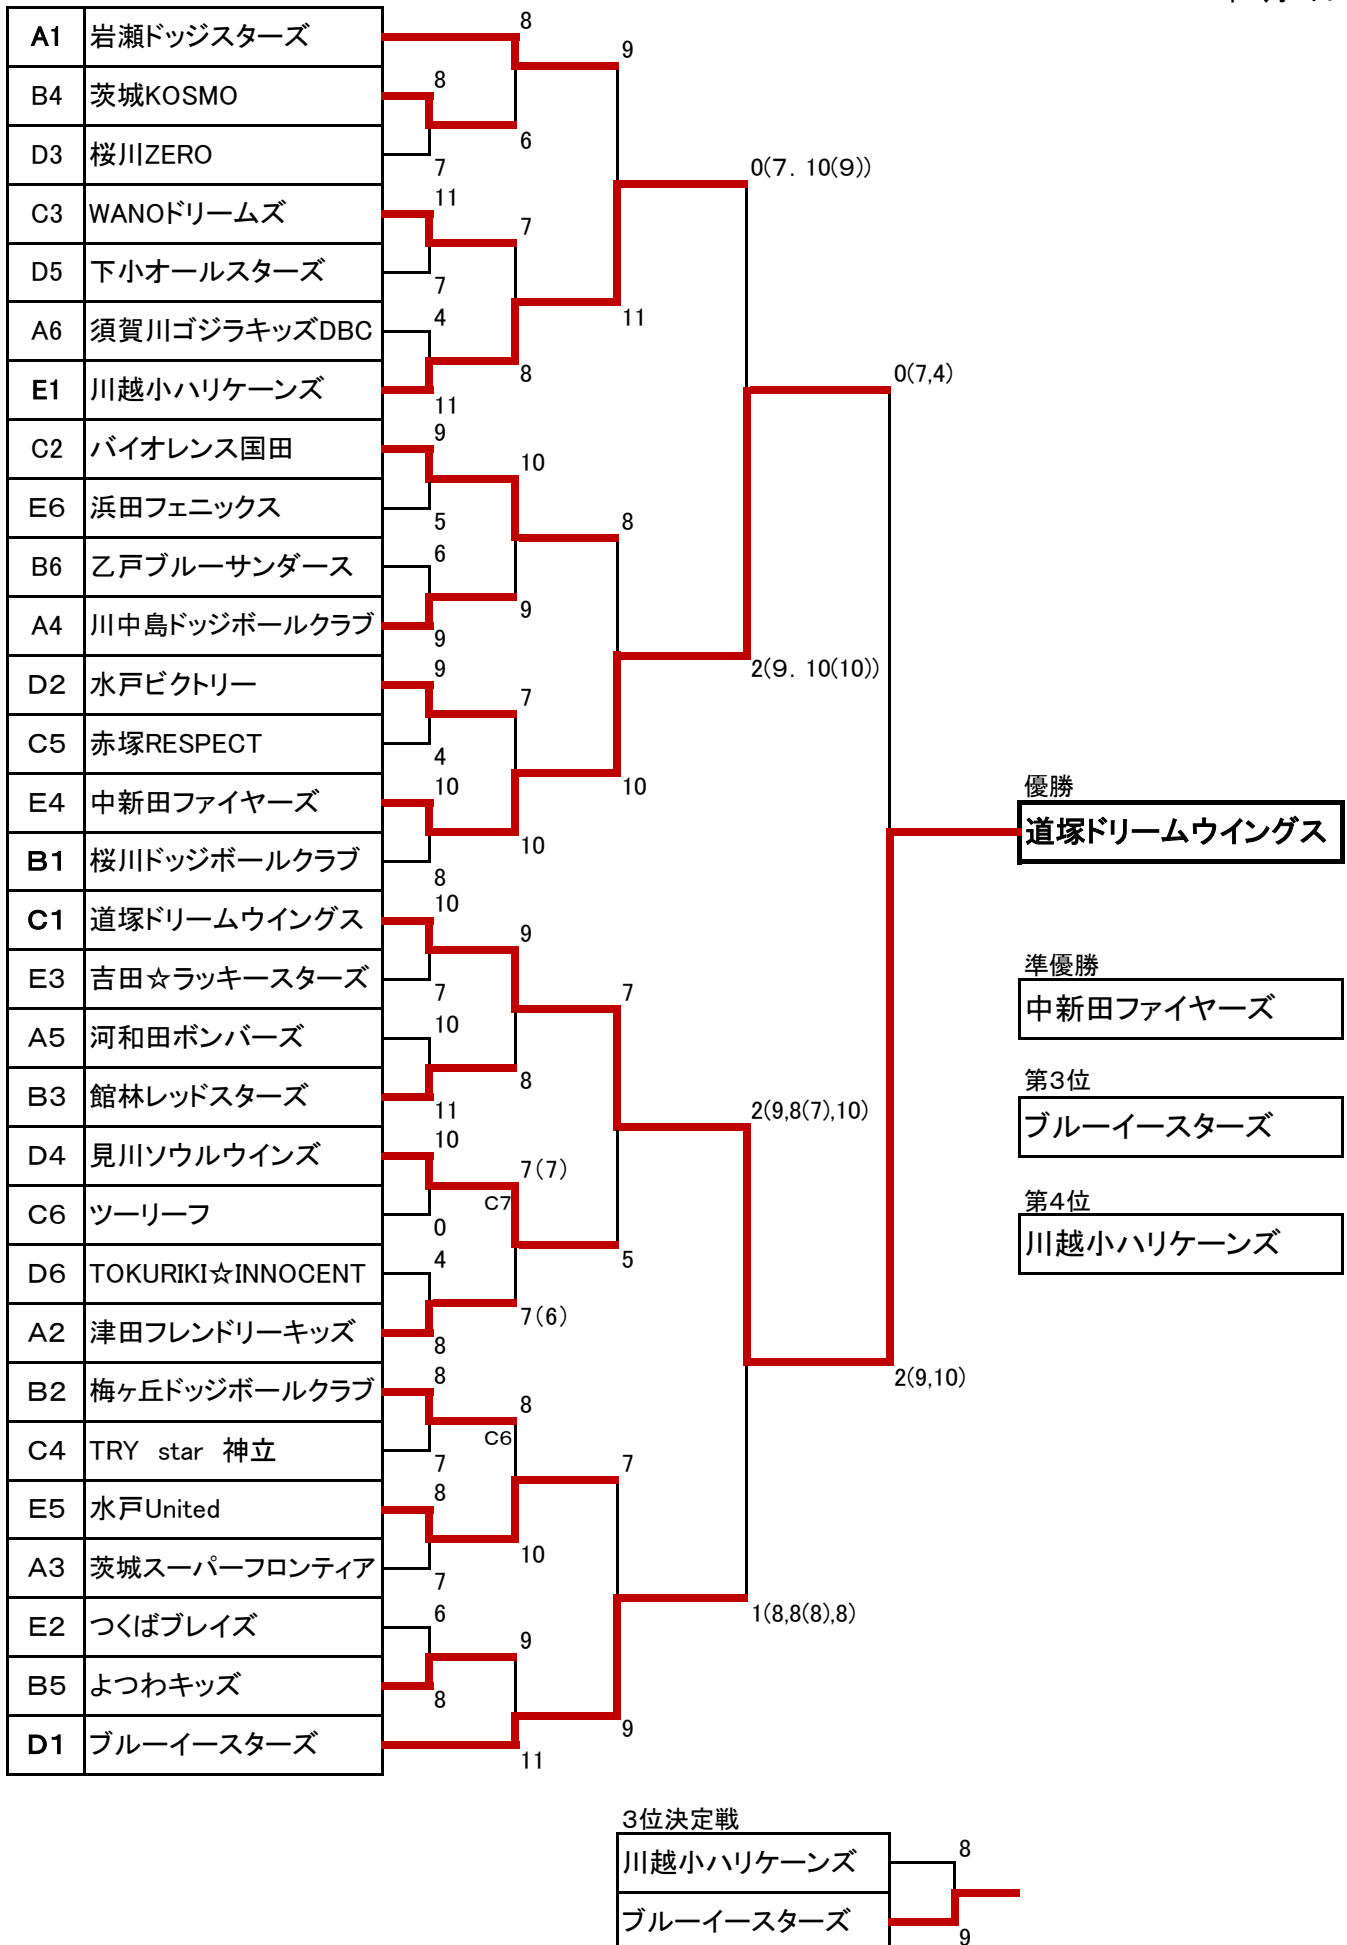 A1 岩瀬ドッジスターズ
B4 茨城KOSMO
D3 桜川ZERO
C3 WANOドリームズ
D5 下小オールスターズ
A6 須賀川ゴジラキッズDBC
E1 川越小ハリケーンズ
C2 バイオレンス国田
E6 浜田フェニックス
B6 乙戸ブルーサンダース
A4 川中島ドッジボールクラブ
D2 水戸ビクトリー
C5 赤塚RESPECT
E4 中新田ファイヤーズ
B1 桜川ドッジボールクラブ
C1 道塚ドリームウイングス
E3 吉田☆ラッキースターズ
A5 河和田ボンバーズ
B3 館林レッドスターズ
D4 見川ソウルウインズ
C6 ツーリーフ
D6 TOKURIKI☆INNOCENT
A2 津田フレンドリーキッズ
B2 梅ヶ丘ドッジボールクラブ
C4 TRY star 神立
E5 水戸United
A3 茨城スーパーフロンティア
E2 つくばブレイズ
B5 よつわキッズ
D1 ブルーイースターズ
8
7
11
7
4
11
9
5
6
9
9
4
10
8
10
7
10
11
10
0
4
8
8
7
8
7
6
8
8
6
7
8
10
9
7
10
9
8
7(7)
C7
7(6)
8
C6
10
9
11
9
11
8
10
7
5
7
9
0(7．10(9))
2(9．10(10))
2(9,8(7),10)
1(8,8(8),8)
0(7,4)
2(9,10)
優勝
道塚ドリームウイングス
準優勝
中新田ファイヤーズ
第3位
ブルーイースターズ
第4位
川越小ハリケーンズ
3位決定戦
川越小ハリケーンズ
8
ブルーイースターズ
9